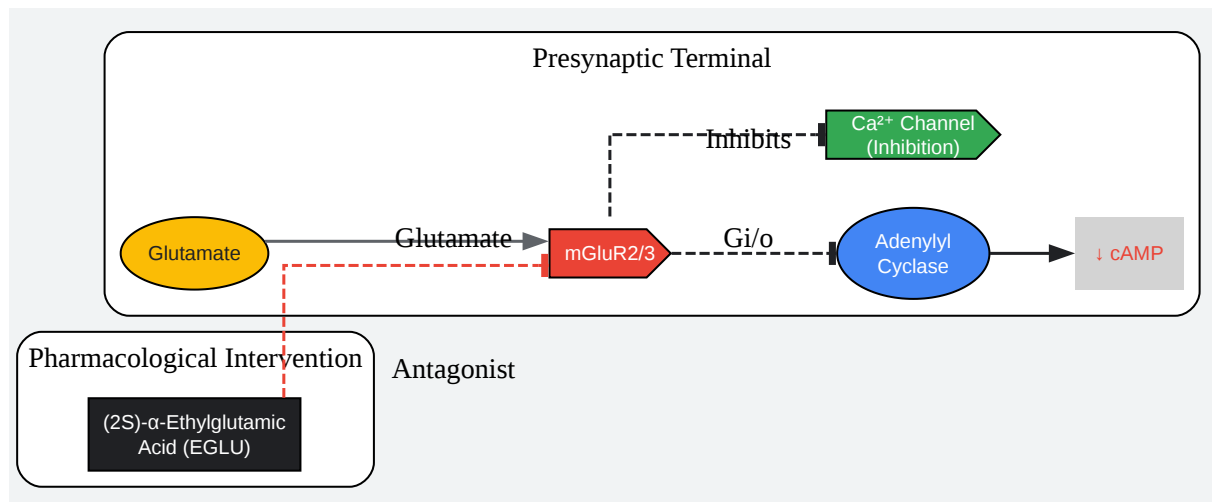 Presynaptic Terminal
Ca²⁺ Channel
(Inhibition)
Inhibits
Glutamate
Glutamate
mGluR2/3
Gi/o
Adenylyl
Cyclase
↓ cAMP
Pharmacological Intervention
Antagonist
(2S)-α-Ethylglutamic
Acid (EGLU)